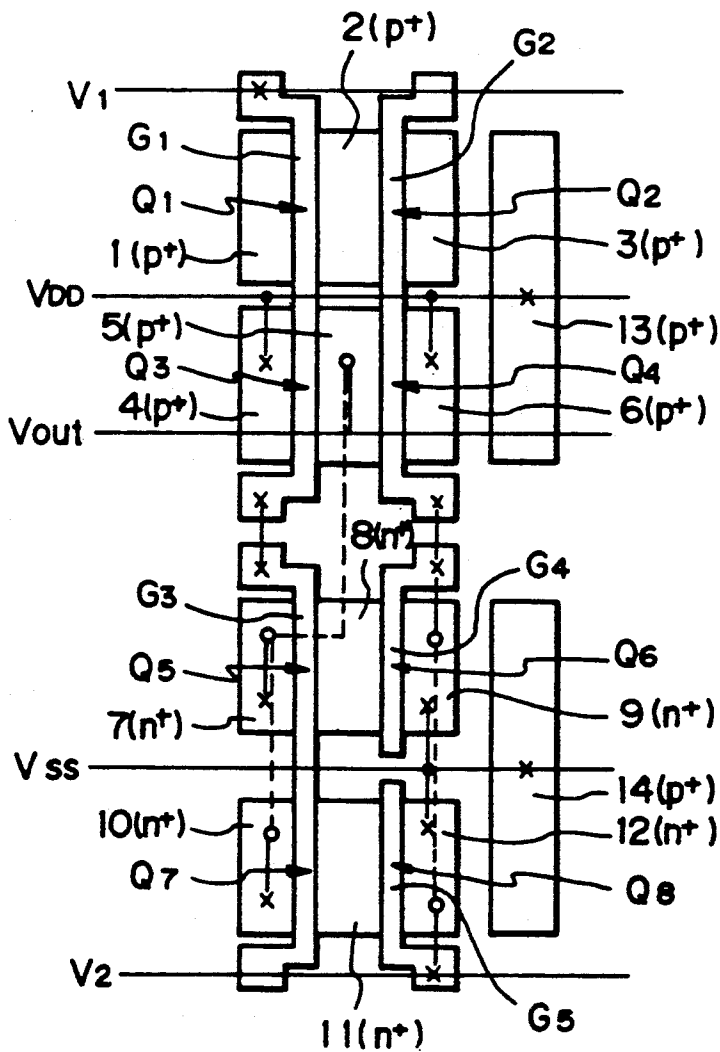 2(p+)
G2
V1
G1
Q1
Q2
1(p+)
3(p+)
VDD
5(p+)
13(p+)
Q3
Q4
4(p+)
6(p+)
Vout
8(n+)
G3
G4
Q5
Q6
7(n+)
9(n+)
VSS
14(p+)
10(n+)
12(n+)
Q7
Q8
V2
G5
11(n+)